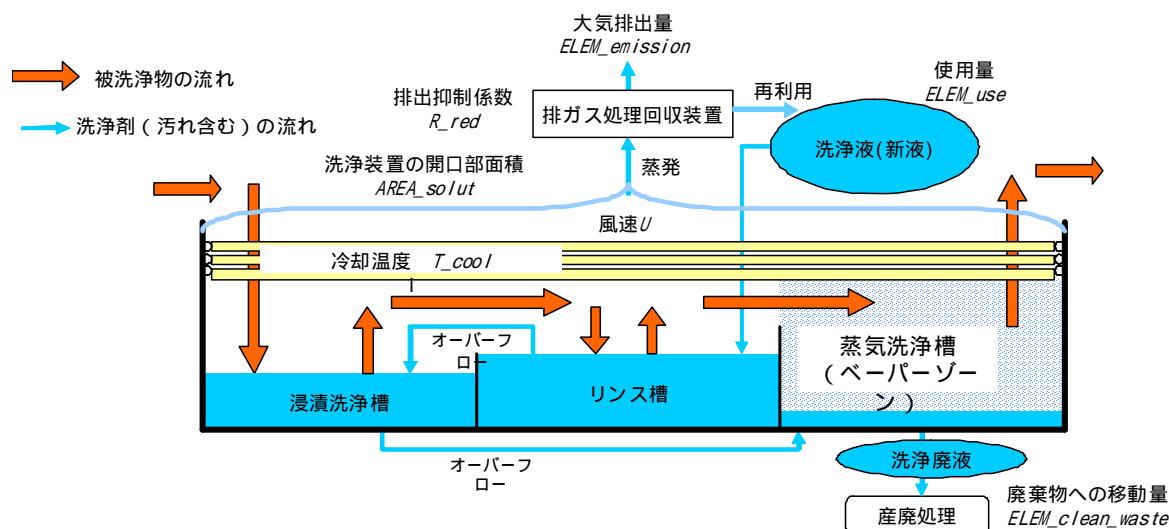 大気排出量
ELEM_emission
被洗浄物の流れ
排出抑制係数
R_red
排ガス処理回収装置
再利用
使用量
ELEM_use
洗浄剤(汚れ含む)の流れ
洗浄液(新液)
洗浄装置の開口部面積
AREA_solut
蒸発
風速U
冷却温度 T_cool
オーバーフ
ロー
蒸気洗浄槽
(ベーパーゾー
ン)
浸漬洗浄槽
リンス槽
オーバーフ
ロー
洗浄廃液
産廃処理
廃棄物への移動量
ELEM_clean_waste